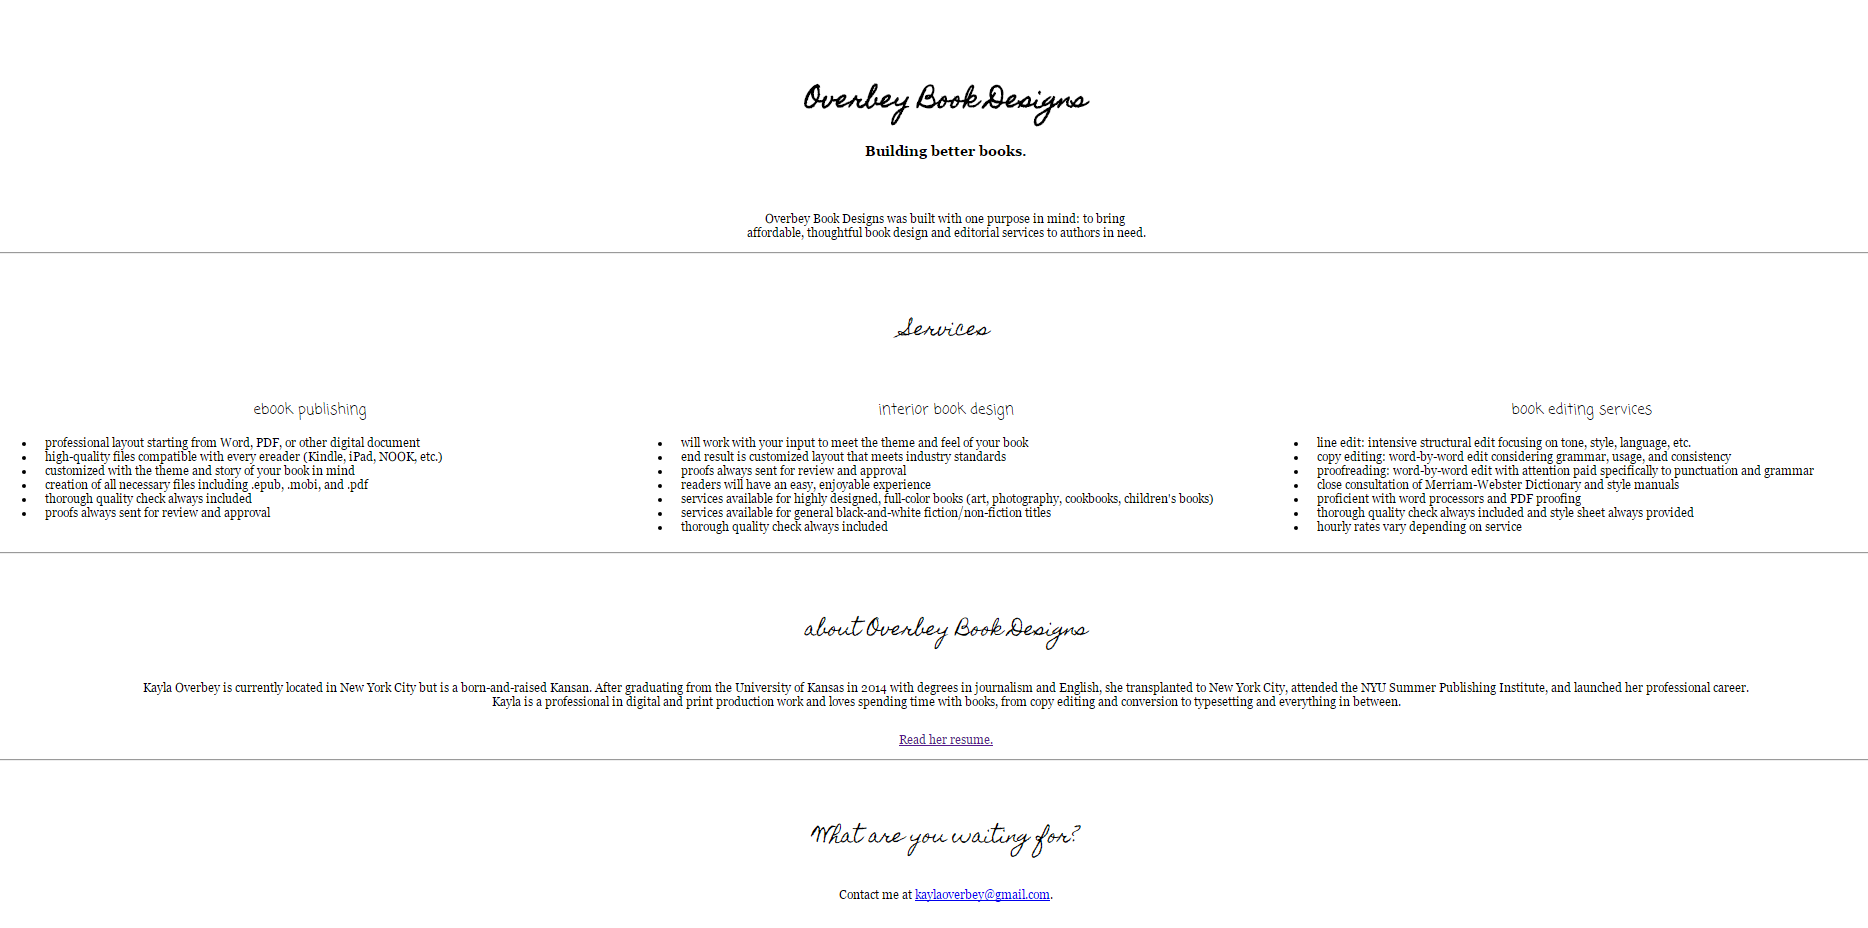 Overbey Book Designs
Building better books.
Overbey Book Designs was built with one purpose in mind: to bring
affordable, thoughtful book design and editorial services to authors in need.
Services
ebook publishing
professional layout starting from Word, PDF, or other digital document
high-quality files compatible with every ereader (Kindle, iPad, NOOK, etc.)
customized with the theme and story of your book in mind
creation of all necessary files including .epub, .mobi, and .pdf
thorough quality check always included
proofs always sent for review and approval
interior book design
will work with your input to meet the theme and feel of your book
end result is customized layout that meets industry standards
proofs always sent for review and approval
readers will have an easy, enjoyable experience
services available for highly designed, full-color books (art, photography, cookbooks, children's books)
services available for general black-and-white fiction/non-fiction titles
thorough quality check always included
book editing services
line edit: intensive structural edit focusing on tone, style, language, etc.
copy editing: word-by-word edit considering grammar, usage, and consistency
proofreading: word-by-word edit with attention paid specifically to punctuation and grammar
close consultation of Merriam-Webster Dictionary and style manuals
proficient with word processors and PDF proofing
thorough quality check always included and style sheet always provided
hourly rates vary depending on service
about Overbey Book Designs
Kayla Overbey is currently located in New York City but is a born-and-raised Kansan. After graduating from the University of Kansas in 2014 with degrees in journalism and English, she transplanted to New York City, attended the NYU Summer Publishing Institute, and launched her professional career.
Kayla is a professional in digital and print production work and loves spending time with books, from copy editing and conversion to typesetting and everything in between.
Read her resume.
What are you waiting for?
Contact me at kaylaoverbey@gmail.com.